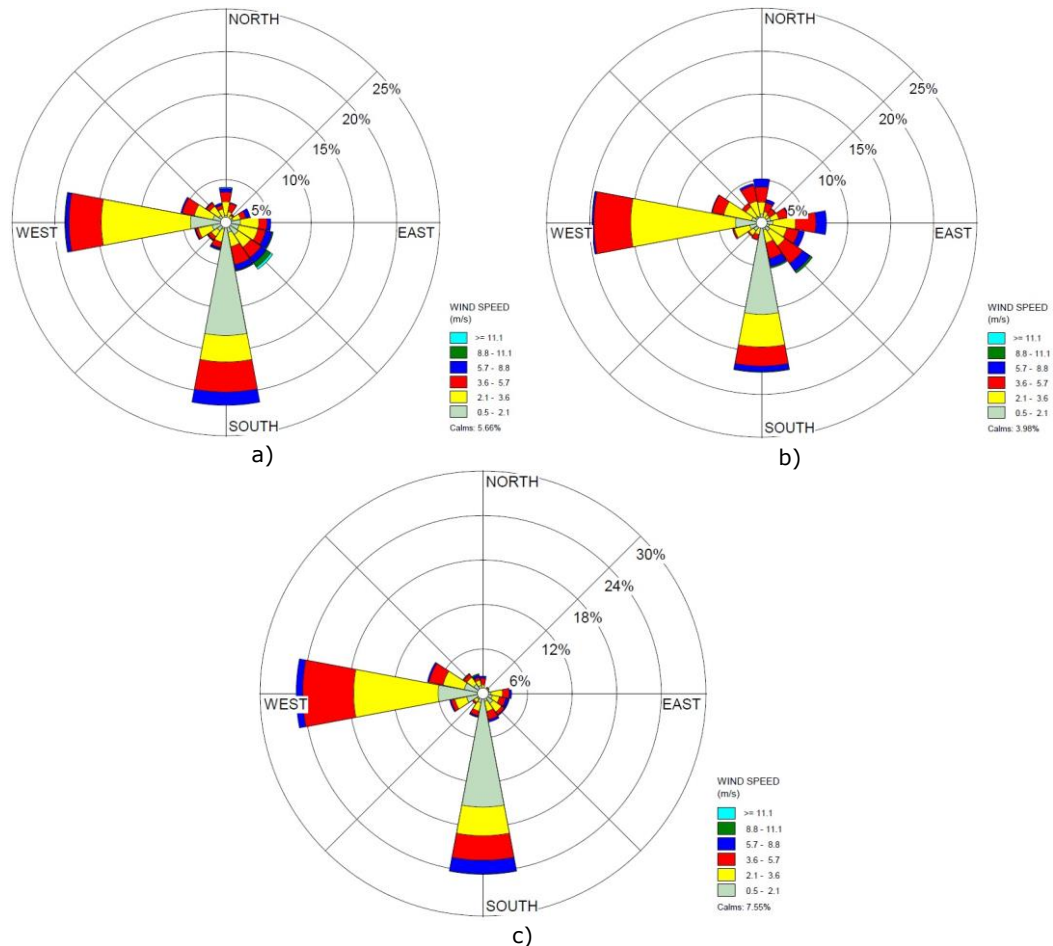 NORTH
25%
20%
15%
10%
5%
WEST
EAST
SOUTH
WIND SPEED
(m/s)
>= 11.1
8.8 - 11.1
5.7 - 8.8
3.6 - 5.7
2.1 - 3.6
0.5 - 2.1
Calms: 5.66%
a)
NORTH
25%
20%
15%
10%
5%
WEST
EAST
SOUTH
WIND SPEED
(m/s)
>= 11.1
8.8 - 11.1
5.7 - 8.8
3.6 - 5.7
2.1 - 3.6
0.5 - 2.1
Calms: 3.98%
b)
NORTH
30%
24%
18%
12%
6%
WEST
EAST
SOUTH
WIND SPEED
(m/s)
>= 11.1
8.8 - 11.1
5.7 - 8.8
3.6 - 5.7
2.1 - 3.6
0.5 - 2.1
Calms: 7.55%
c)